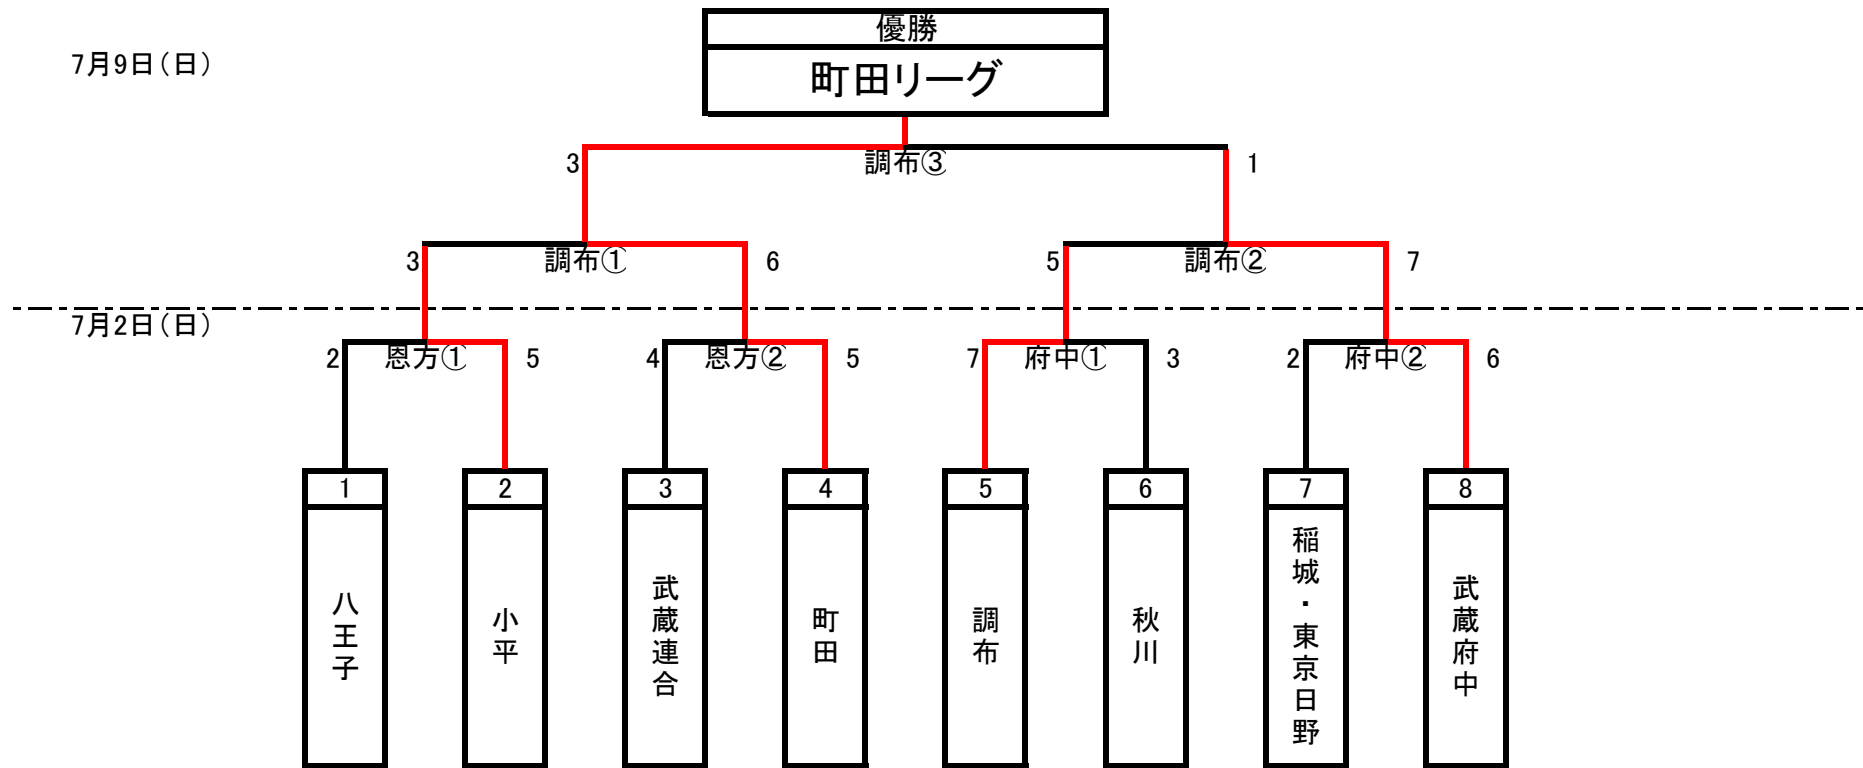 優勝
7月9日(日)
町田リーグ
3 調布③ 1
3 調布① 6 5 調布② 7
7月2日(日)
2 恩方① 5 4 恩方② 5 7 府中① 3 2 府中② 6
1 2 3 4 5 6 7 8
八王子
小平
武蔵連合
町田
調布
秋川
稲城・東京日野
武蔵府中